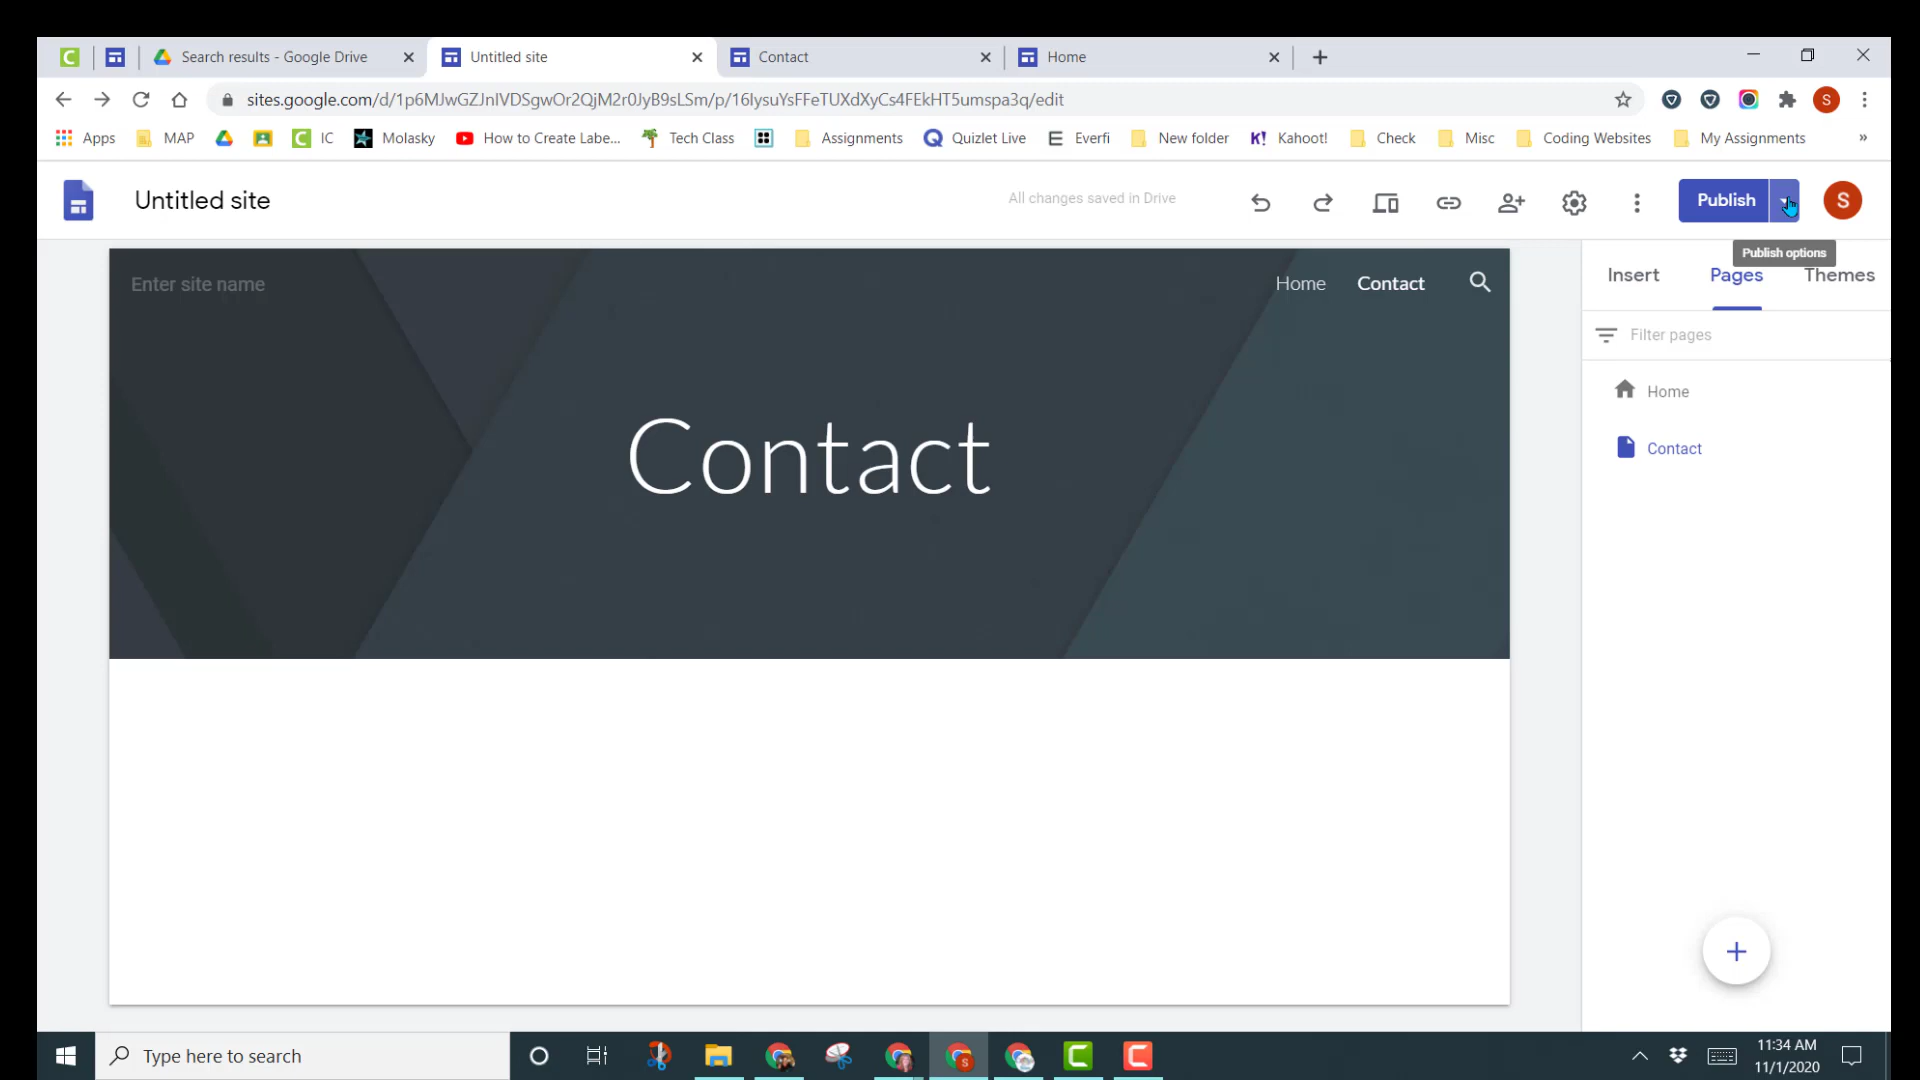 Search results - Google Drive
Untitled site
Contact
Home
sites.google.com/d/1p6MJwGZJnIVDSgwOr2QjM2r0JyB9sLSm/p/16lysuYsFFeTUXdXyCs4FEkHT5umspa3q/edit
S
Apps
MAP
IC
Molasky
How to Create Labe...
Tech Class
Assignments
Quizlet Live
Everfi
New folder
K! Kahoot!
Check
Misc
Coding Websites
My Assignments
»
Untitled site
All changes saved in Drive
Publish
S
Publish options
Insert
Pages
Themes
Enter site name
Home
Contact
Filter pages
Home
Contact
Contact
Type here to search
11:34 AM
11/1/2020